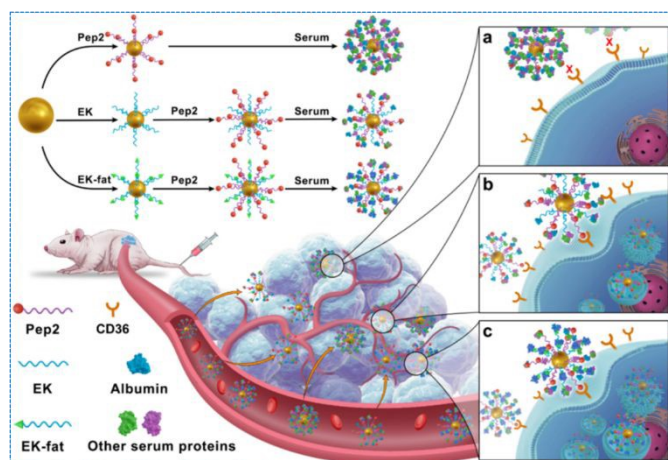 Pep2
Serum
EK
Pep2
Serum
EK-fat
Pep2
Serum
a
b
c
Pep2
CD36
EK
Albumin
EK-fat
Other serum proteins
X
X